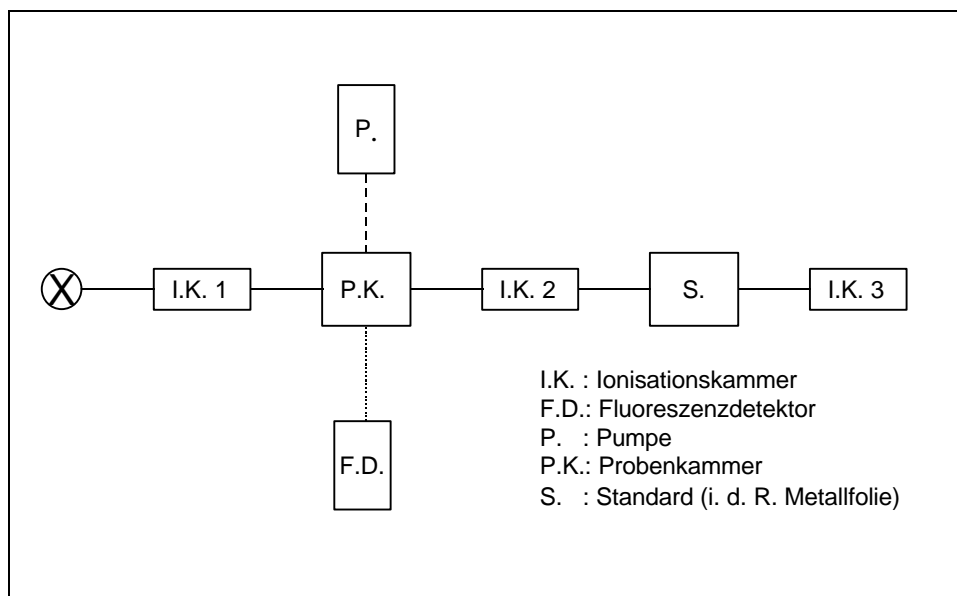 P.
I.K. 1
P.K.
I.K. 2
S.
I.K. 3
F.D.
I.K. : Ionisationskammer
F.D.: Fluoreszenzdetektor
P. : Pumpe
P.K.: Probenkammer
S. : Standard (i. d. R. Metallfolie)